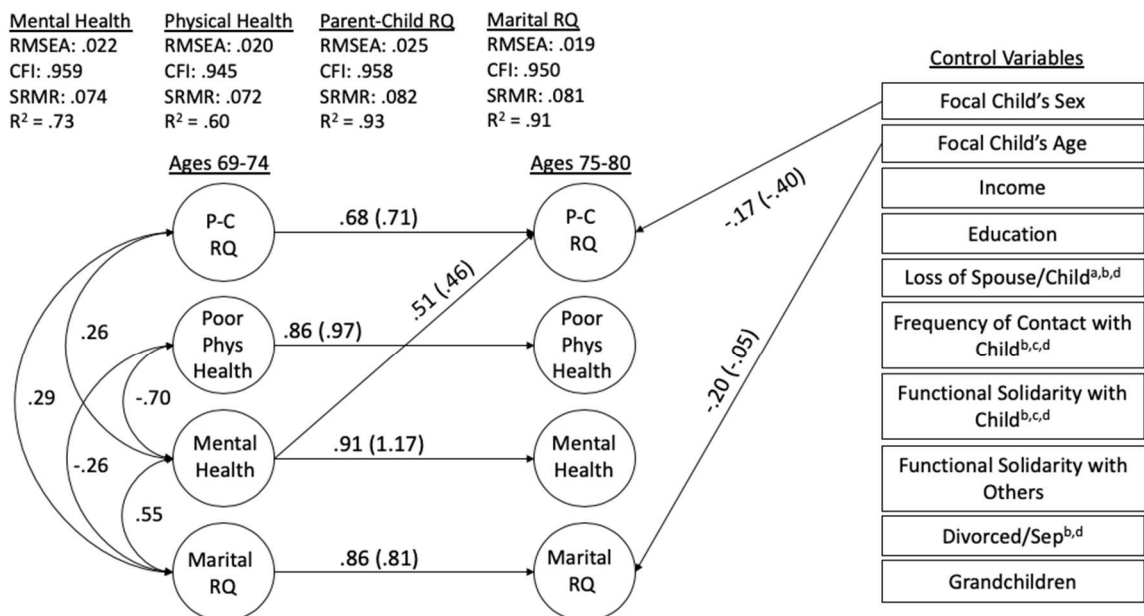 Mental Health
RMSEA: .022
CFI: .959
SRMR: .074
R² = .73
Physical Health
RMSEA: .020
CFI: .945
SRMR: .072
R² = .60
Parent-Child RQ
RMSEA: .025
CFI: .958
SRMR: .082
R² = .93
Marital RQ
RMSEA: .019
CFI: .950
SRMR: .081
R² = .91
Ages 69-74
Ages 75-80
P-C
RQ
.68 (.71)
P-C
RQ
.51 (.46)
Poor
Phys
Health
.86 (.97)
Poor
Phys
Health
Mental
Health
.91 (1.17)
Mental
Health
Marital
RQ
.86 (.81)
Marital
RQ
.26
.29
-.70
-.26
.55
-.17 (-.40)
-.20 (-.05)
Control Variables
Focal Child’s Sex
Focal Child’s Age
Income
Education
Loss of Spouse/Childᵃ,ᵇ,ᵈ
Frequency of Contact with
Childᵇ,ᶜ,ᵈ
Functional Solidarity with
Childᵇ,ᶜ,ᵈ
Functional Solidarity with
Others
Divorced/Sepᵇ,ᵈ
Grandchildren